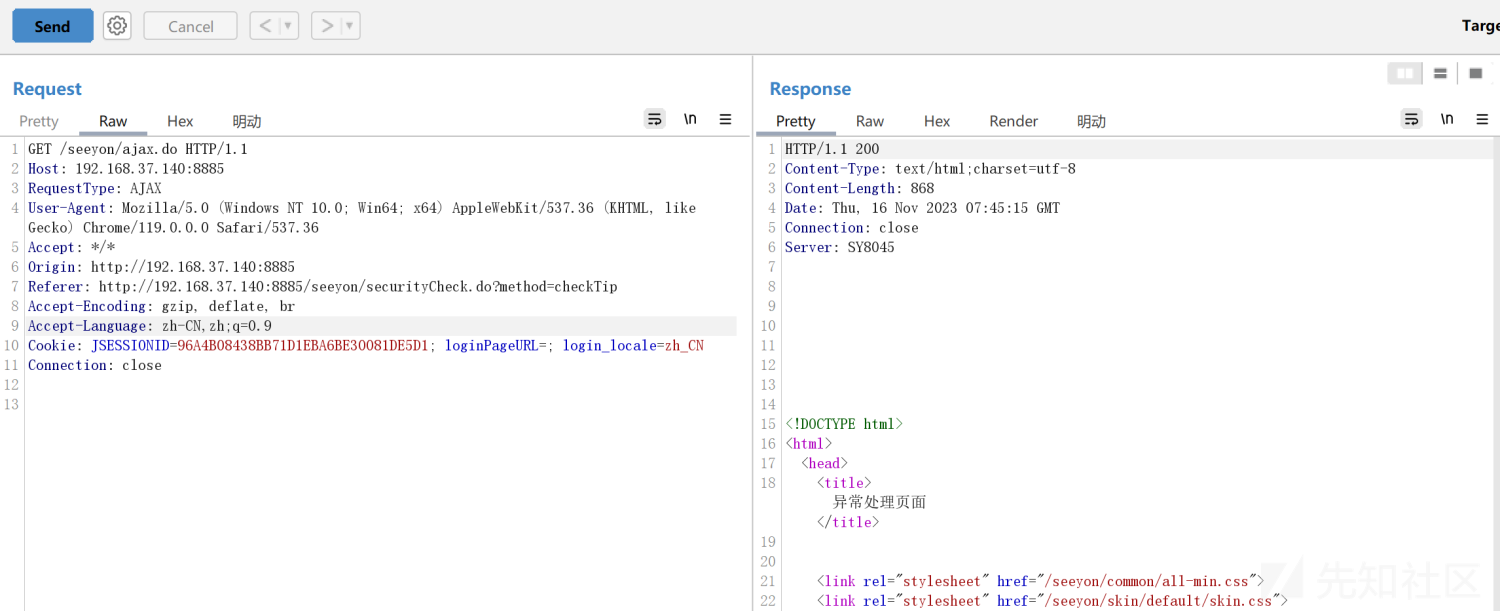 Send
Cancel
Targe
Request
Response
Pretty
Raw
Hex
明动
\n
Pretty
Raw
Hex
Render
明动
\n
1 GET /seeyon/ajax.do HTTP/1.1
2 Host: 192.168.37.140:8885
3 RequestType: AJAX
4 User-Agent: Mozilla/5.0 (Windows NT 10.0; Win64; x64) AppleWebKit/537.36 (KHTML, like
Gecko) Chrome/119.0.0.0 Safari/537.36
5 Accept: */*
6 Origin: http://192.168.37.140:8885
7 Referer: http://192.168.37.140:8885/seeyon/securityCheck.do?method=checkTip
8 Accept-Encoding: gzip, deflate, br
9 Accept-Language: zh-CN,zh;q=0.9
10 Cookie: JSESSIONID=96A4B08438BB71D1EBA6BE30081DE5D1; loginPageURL=; login_locale=zh_CN
11 Connection: close
12
13
1 HTTP/1.1 200
2 Content-Type: text/html;charset=utf-8
3 Content-Length: 868
4 Date: Thu, 16 Nov 2023 07:45:15 GMT
5 Connection: close
6 Server: SY8045
7
8
9
10
11
12
13
14
15 <!DOCTYPE html>
16 <html>
17 <head>
18 <title>
异常处理页面
</title>
19
20
21 <link rel="stylesheet" href="/seeyon/common/all-min.css">
22 <link rel="stylesheet" href="/seeyon/skin/default/skin.css">
先知社区